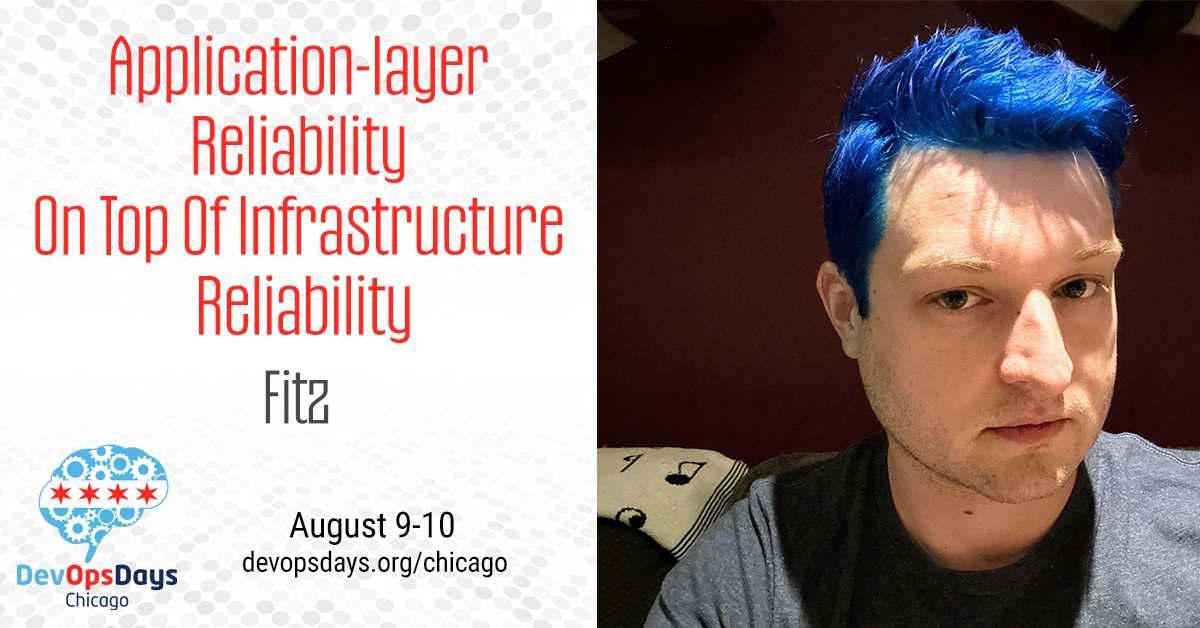 Application-layer
Reliability
On Top Of Infrastructure
Reliability
Fitz
DevOpsDays
Chicago
August 9-10
devopsdays.org/chicago